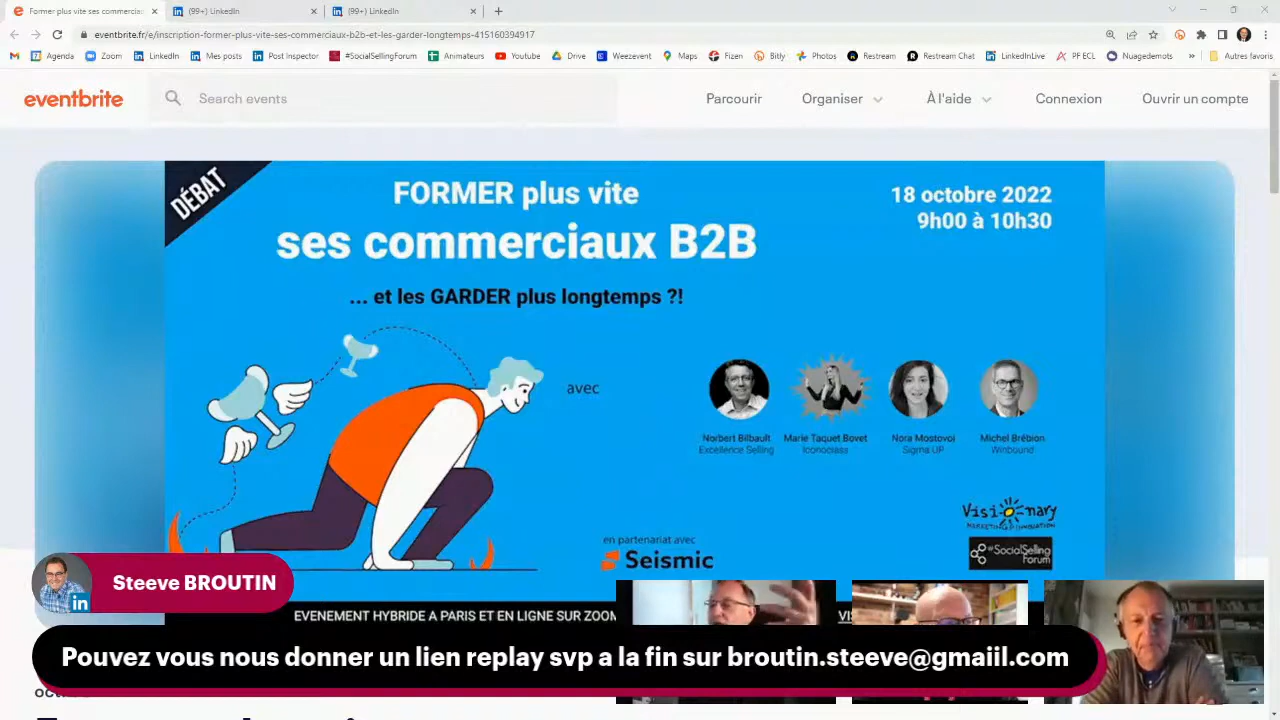 Former plus vite ses commercia
(99+) LinkedIn
(99+) LinkedIn
eventbrite.fr/e/inscription-former-plus-vite-ses-commerciaux-b2b-et-les-garder-longtemps-415160394917
Agenda
Zoom
LinkedIn
Mes posts
Post Inspector
#SocialSellingForum
Animateurs
Youtube
Drive
Weezevent
Maps
Fizen
Bitly
Photos
Restream
Restream
LinkedInLive
PF ECL
Nuagedemots
Autres favoris
eventbrite
Search events
Parcourir
Organiser
À l'aide
Connexion
Ouvrir un compte
DÉBAT
FORMER plus vite
ses commerciaux B2B
... et les GARDER plus longtemps ?!
18 octobre 2022
9h00 à 10h30
avec
Norbert Bilbault
Excellence Selling
Marie Taquet Bovet
Iconoclass
Nora Mostovoi
Sigma UP
Michel Brébion
Winbound
Visionary
MARKETING & INNOVATION
#SocialSelling
Forum
en partenariat avec
Seismic
Steeve BROUTIN
in
EVENEMENT HYBRIDE A PARIS ET EN LIGNE SUR ZOOM
Pouvez vous nous donner un lien replay svp a la fin sur broutin.steeve@gmaiil.com